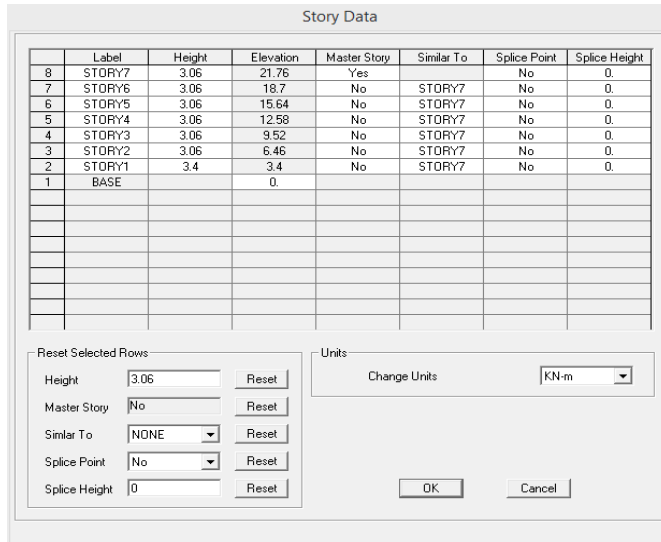 Story Data
Label Height Elevation Master Story Similar To Splice Point Splice Height
8 STORY7 3.06 21.76 Yes No 0.
7 STORY6 3.06 18.7 No STORY7 No 0.
6 STORY5 3.06 15.64 No STORY7 No 0.
5 STORY4 3.06 12.58 No STORY7 No 0.
4 STORY3 3.06 9.52 No STORY7 No 0.
3 STORY2 3.06 6.46 No STORY7 No 0.
2 STORY1 3.4 3.4 No STORY7 No 0.
1 BASE 0.
Reset Selected Rows
Height 3.06 Reset
Master Story No Reset
Simlar To NONE Reset
Splice Point No Reset
Splice Height 0 Reset
Units
Change Units KN-m
OK Cancel